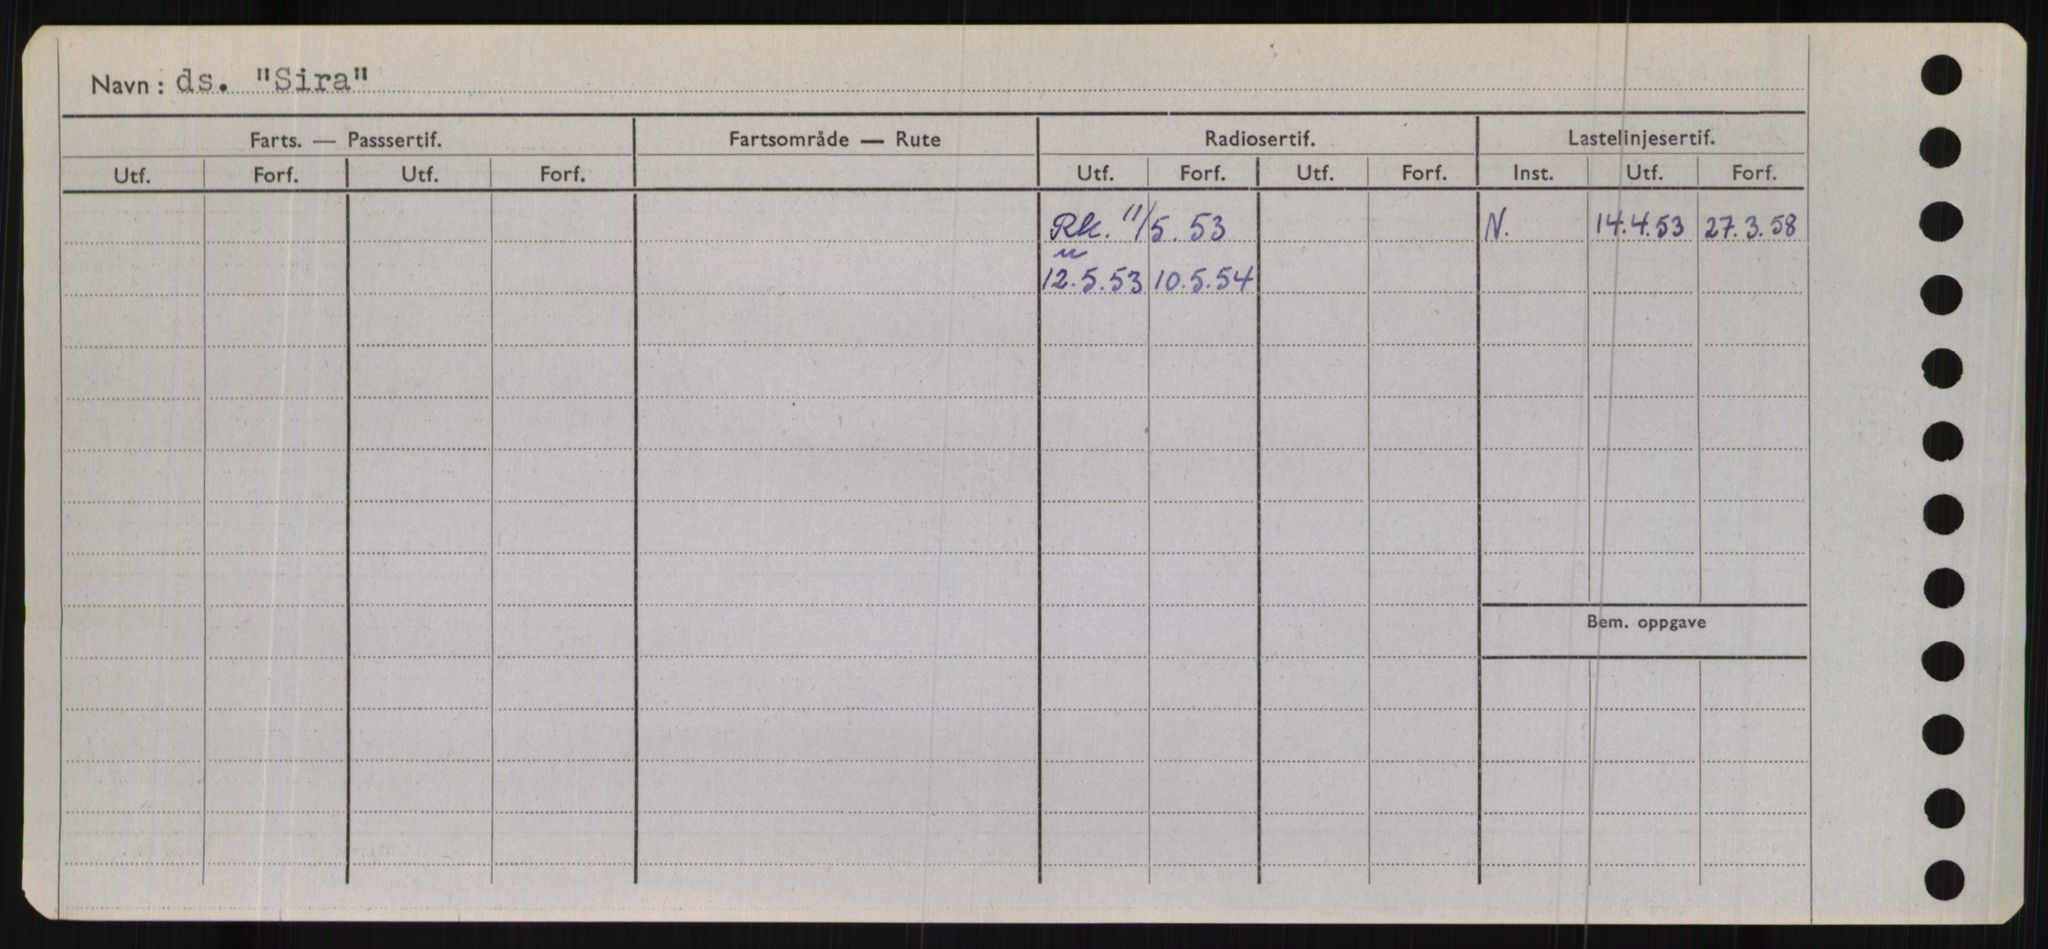 Navn: ds. "Sira"
Farts. — Passsertif. Fartsområde — Rute Radiosertif. Lastelinjesertif.
Utf. Forf. Utf. Forf. Utf. Forf. Utf. Forf. Inst. Utf. Forf.
Rk. 11/5. 53 N. 14.4.53 27.3.58
12.5.53 10.5.54
Bem. oppgave